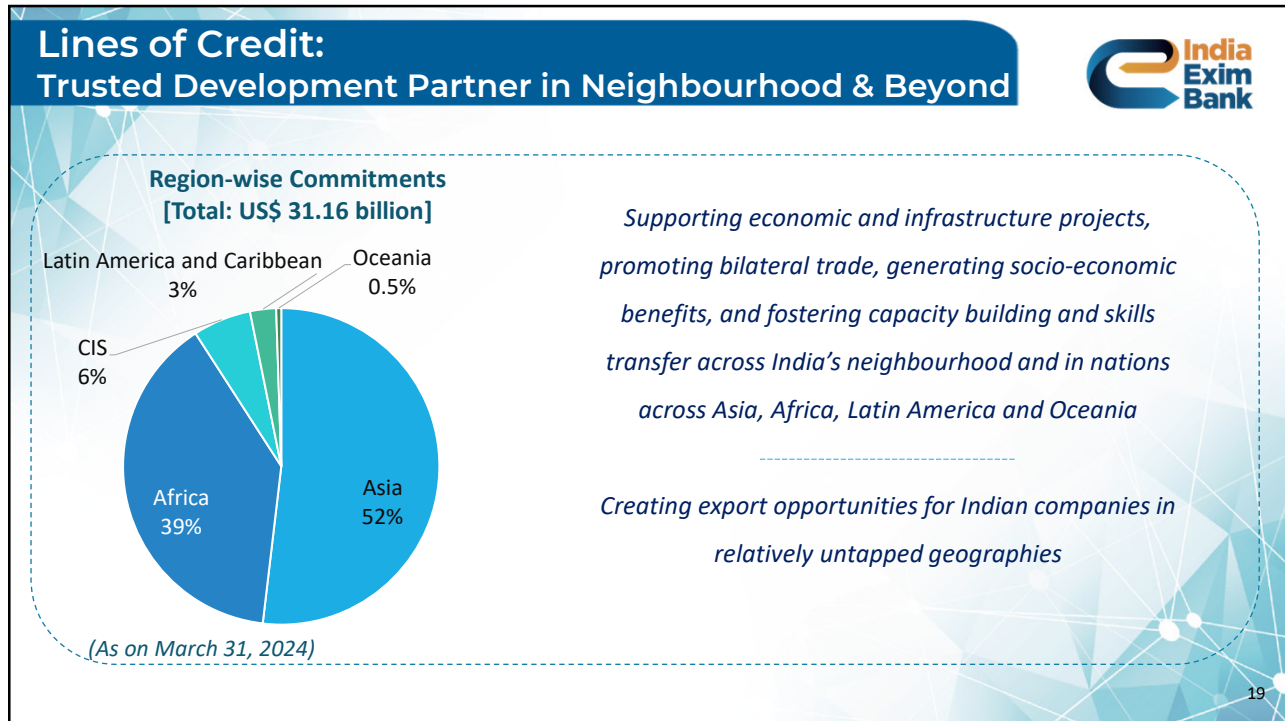 Lines of Credit:
Trusted Development Partner in Neighbourhood & Beyond
India
Exim
Bank
Region-wise Commitments
[Total: US$ 31.16 billion]
Latin America and Caribbean
3%
Oceania
0.5%
CIS
6%
Africa
39%
Asia
52%
(As on March 31, 2024)
Supporting economic and infrastructure projects,
promoting bilateral trade, generating socio-economic
benefits, and fostering capacity building and skills
transfer across India’s neighbourhood and in nations
across Asia, Africa, Latin America and Oceania
Creating export opportunities for Indian companies in
relatively untapped geographies
19